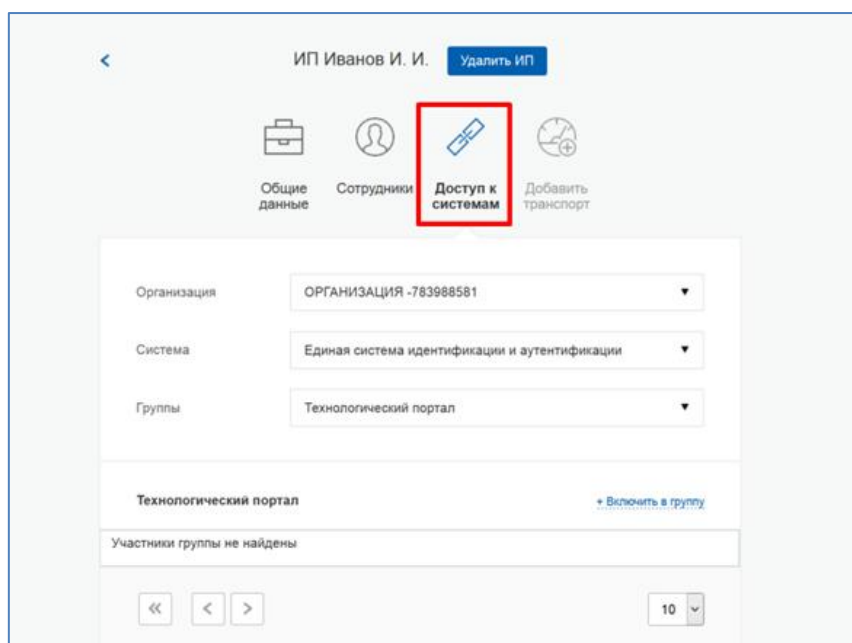 ИП Иванов И. И.
Удалить ИП
Общие
данные
Сотрудники
Доступ к
системам
Добавить
транспорт
Организация
ОРГАНИЗАЦИЯ -783988581
Система
Единая система идентификации и аутентификации
Группы
Технологический портал
Технологический портал
+ Включить в группу
Участники группы не найдены
10